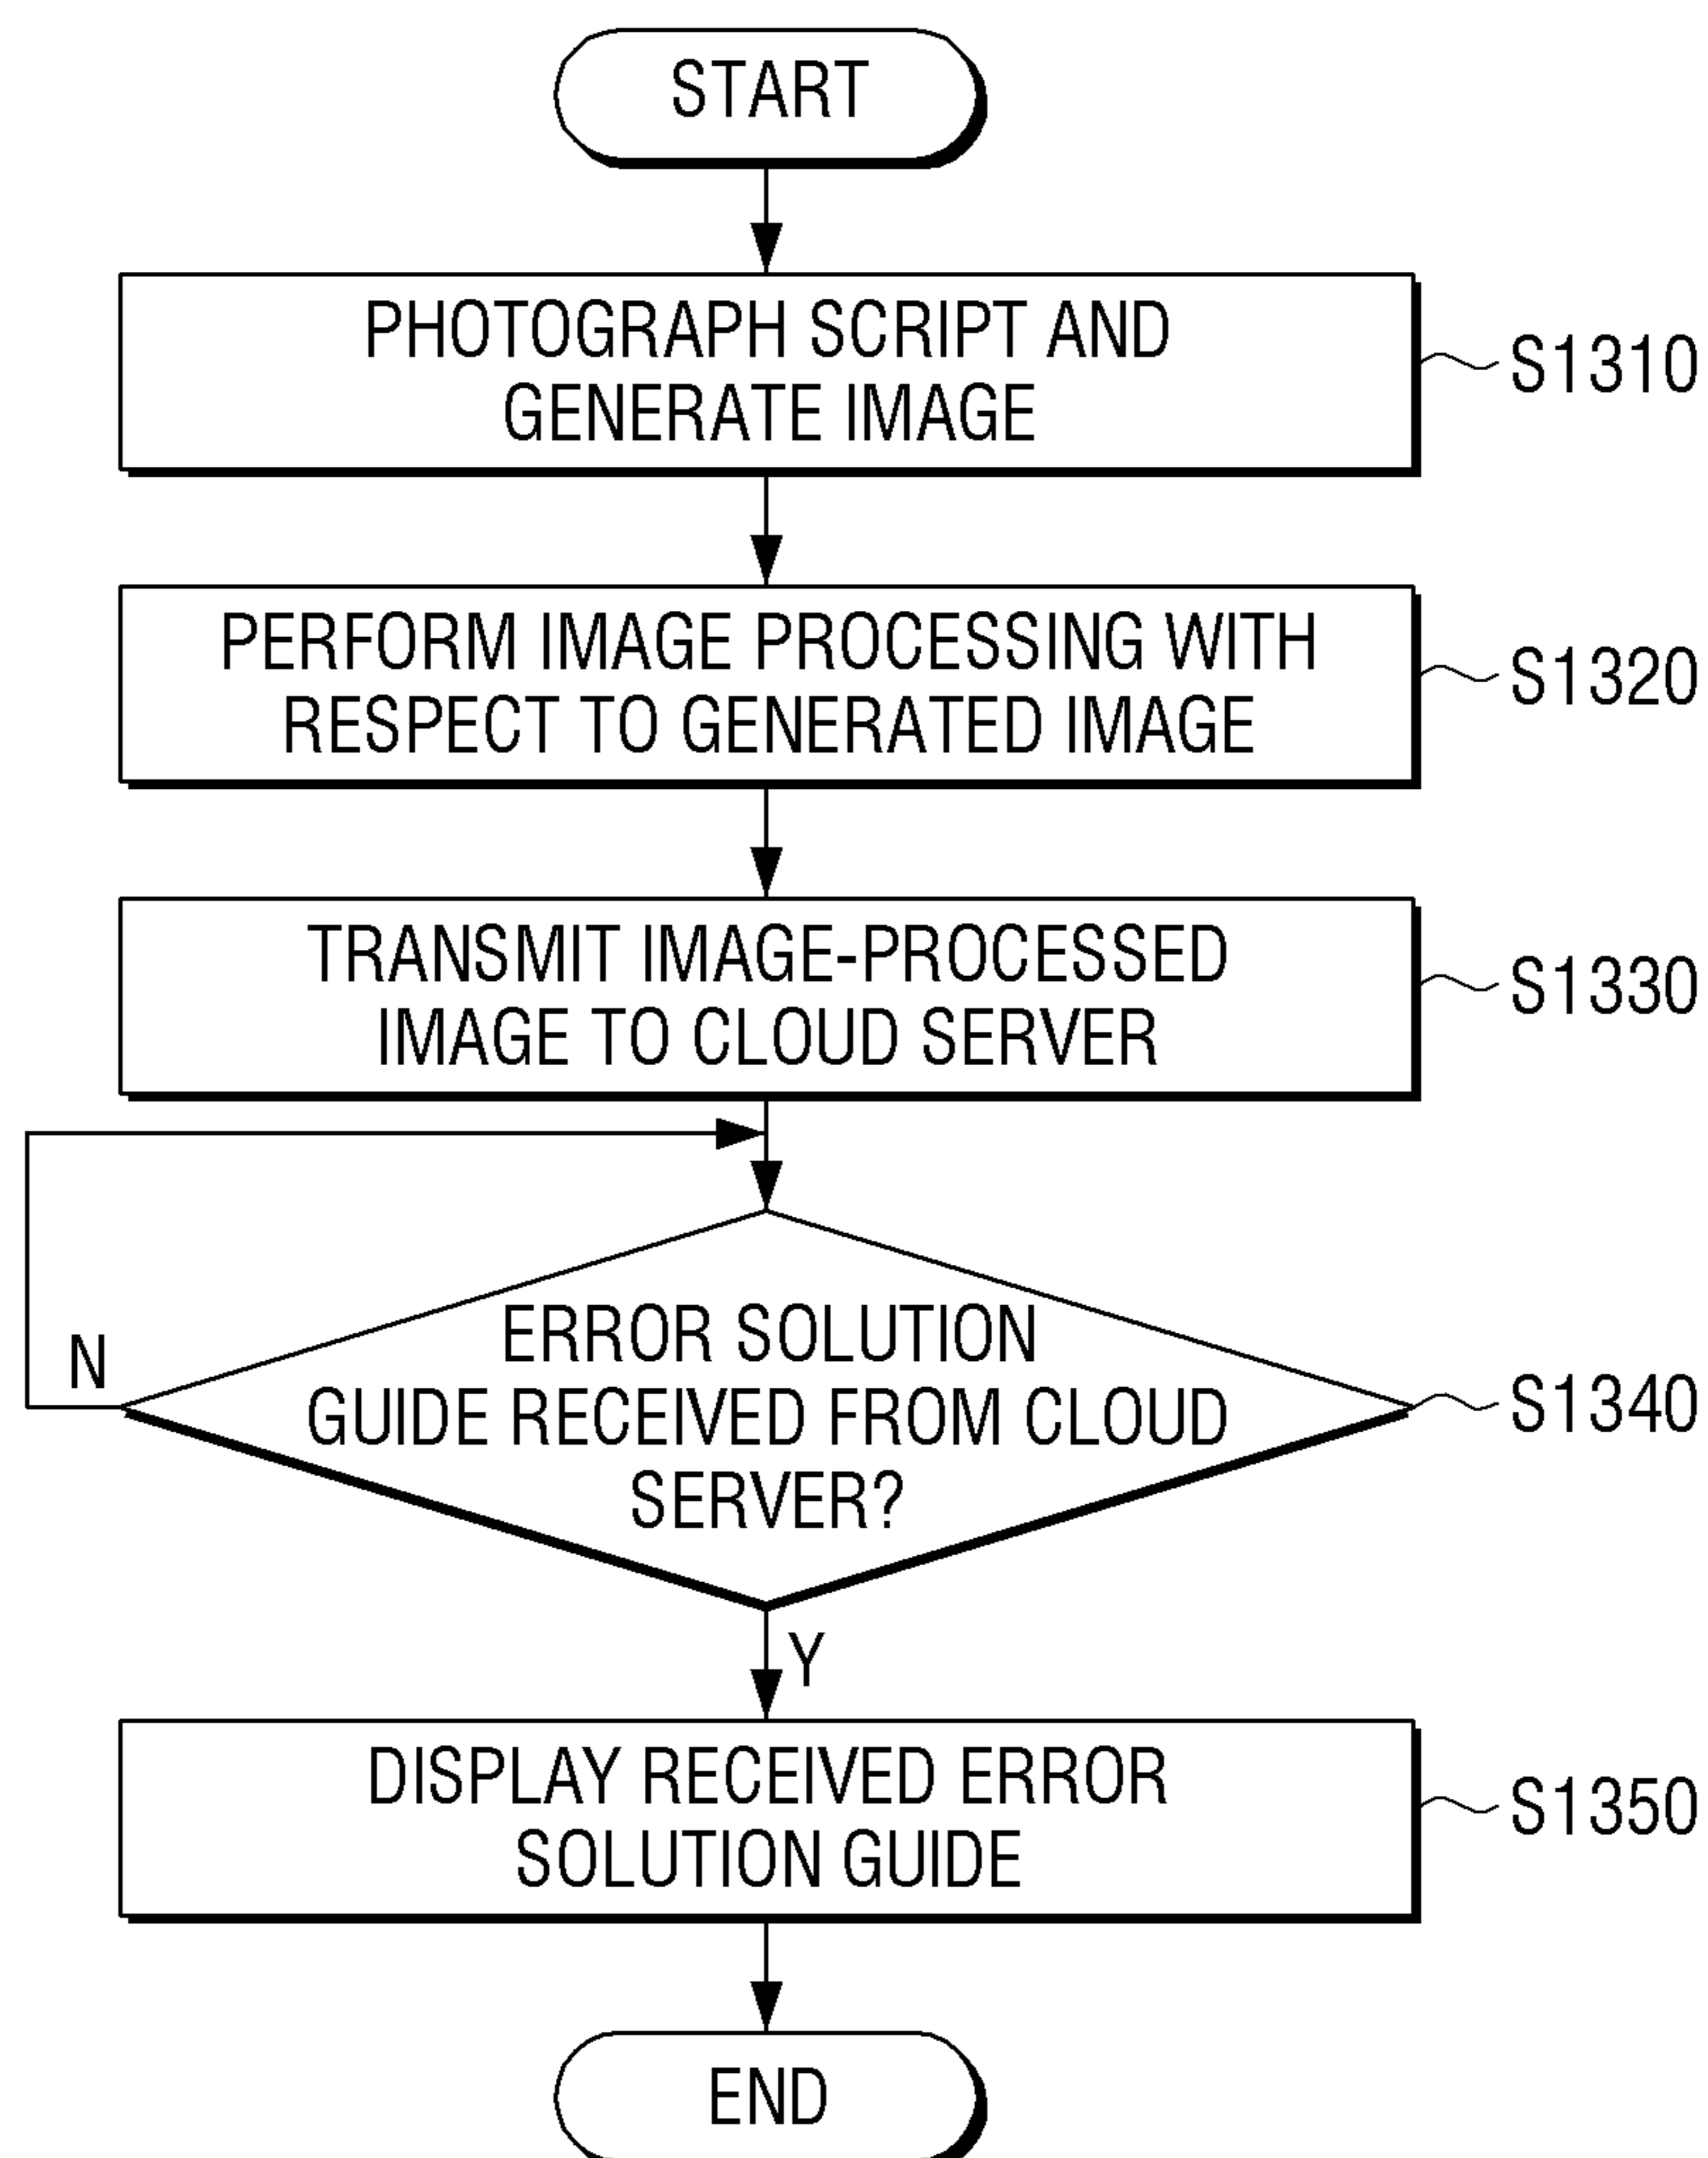 START
PHOTOGRAPH SCRIPT AND
GENERATE IMAGE
S1310
PERFORM IMAGE PROCESSING WITH
RESPECT TO GENERATED IMAGE
S1320
TRANSMIT IMAGE-PROCESSED
IMAGE TO CLOUD SERVER
S1330
N
ERROR SOLUTION
GUIDE RECEIVED FROM CLOUD
SERVER?
S1340
Y
DISPLAY RECEIVED ERROR
SOLUTION GUIDE
S1350
END